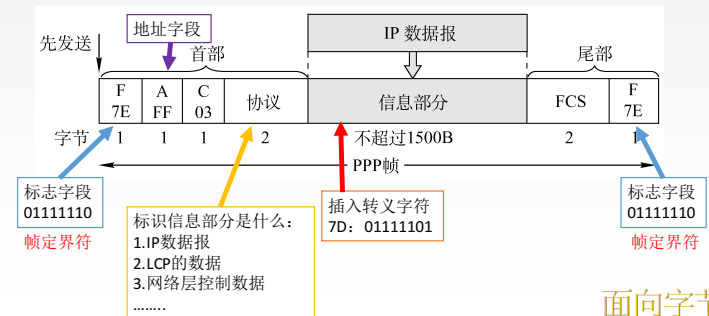 地址字段
IP 数据报
先发送
首部
尾部
F
7E
A
FF
C
03
协议
信息部分
FCS
F
7E
字节
1
1
1
2
不超过1500B
2
1
PPP帧
标志字段
01111110
帧定界符
标识信息部分是什么：
1.IP数据报
2.LCP的数据
3.网络层控制数据
……..
插入转义字符
7D：01111101
标志字段
01111110
帧定界符
面向字节